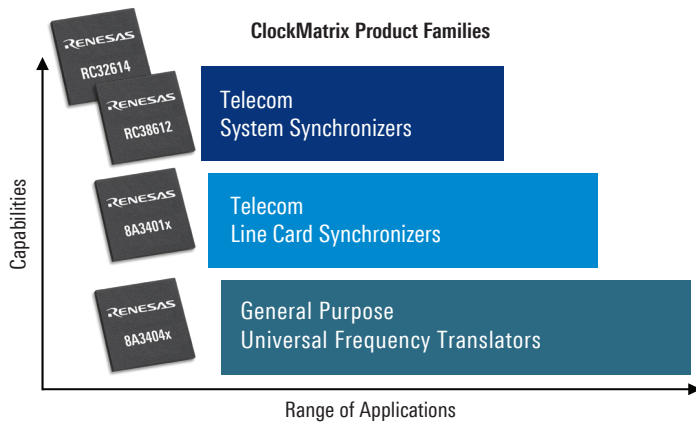 ClockMatrix Product Families
RENESAS
RC32614
RENESAS
RC38612
Telecom
System Synchronizers
RENESAS
8A3401x
Telecom
Line Card Synchronizers
RENESAS
8A3404x
General Purpose
Universal Frequency Translators
Capabilities
Range of Applications